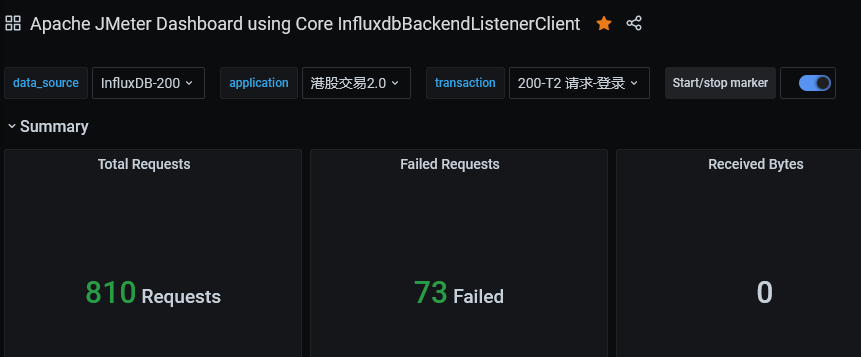 Apache JMeter Dashboard using Core InfluxdbBackendListenerClient
data_source InfluxDB-200 application 港股交易2.0 transaction 200-T2 请求-登录 Start/stop marker
Summary
Total Requests Failed Requests Received Bytes
810 Requests 73 Failed 0